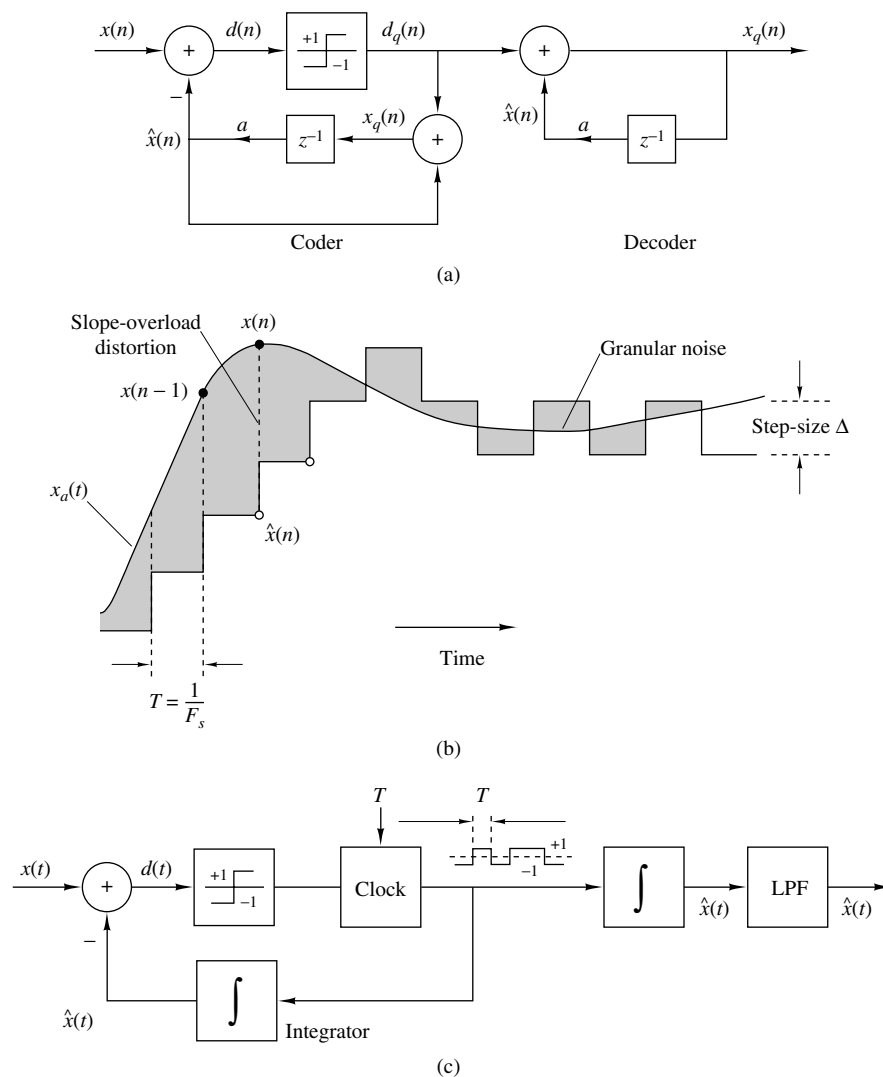 x(n)
+
d(n)
+1
−1
d_q(n)
+
x_q(n)
−
x̂(n)
a
z⁻¹
x_q(n)
+
x̂(n)
a
z⁻¹
Coder
Decoder
(a)
Slope-overload
distortion
x(n)
x(n − 1)
Granular noise
Step-size Δ
x_a(t)
x̂(n)
Time
T = 1/F_s
(b)
T
T
+1
−1
x(t)
+
d(t)
+1
−1
Clock
∫
x̂(t)
LPF
x̂(t)
−
x̂(t)
∫
Integrator
(c)